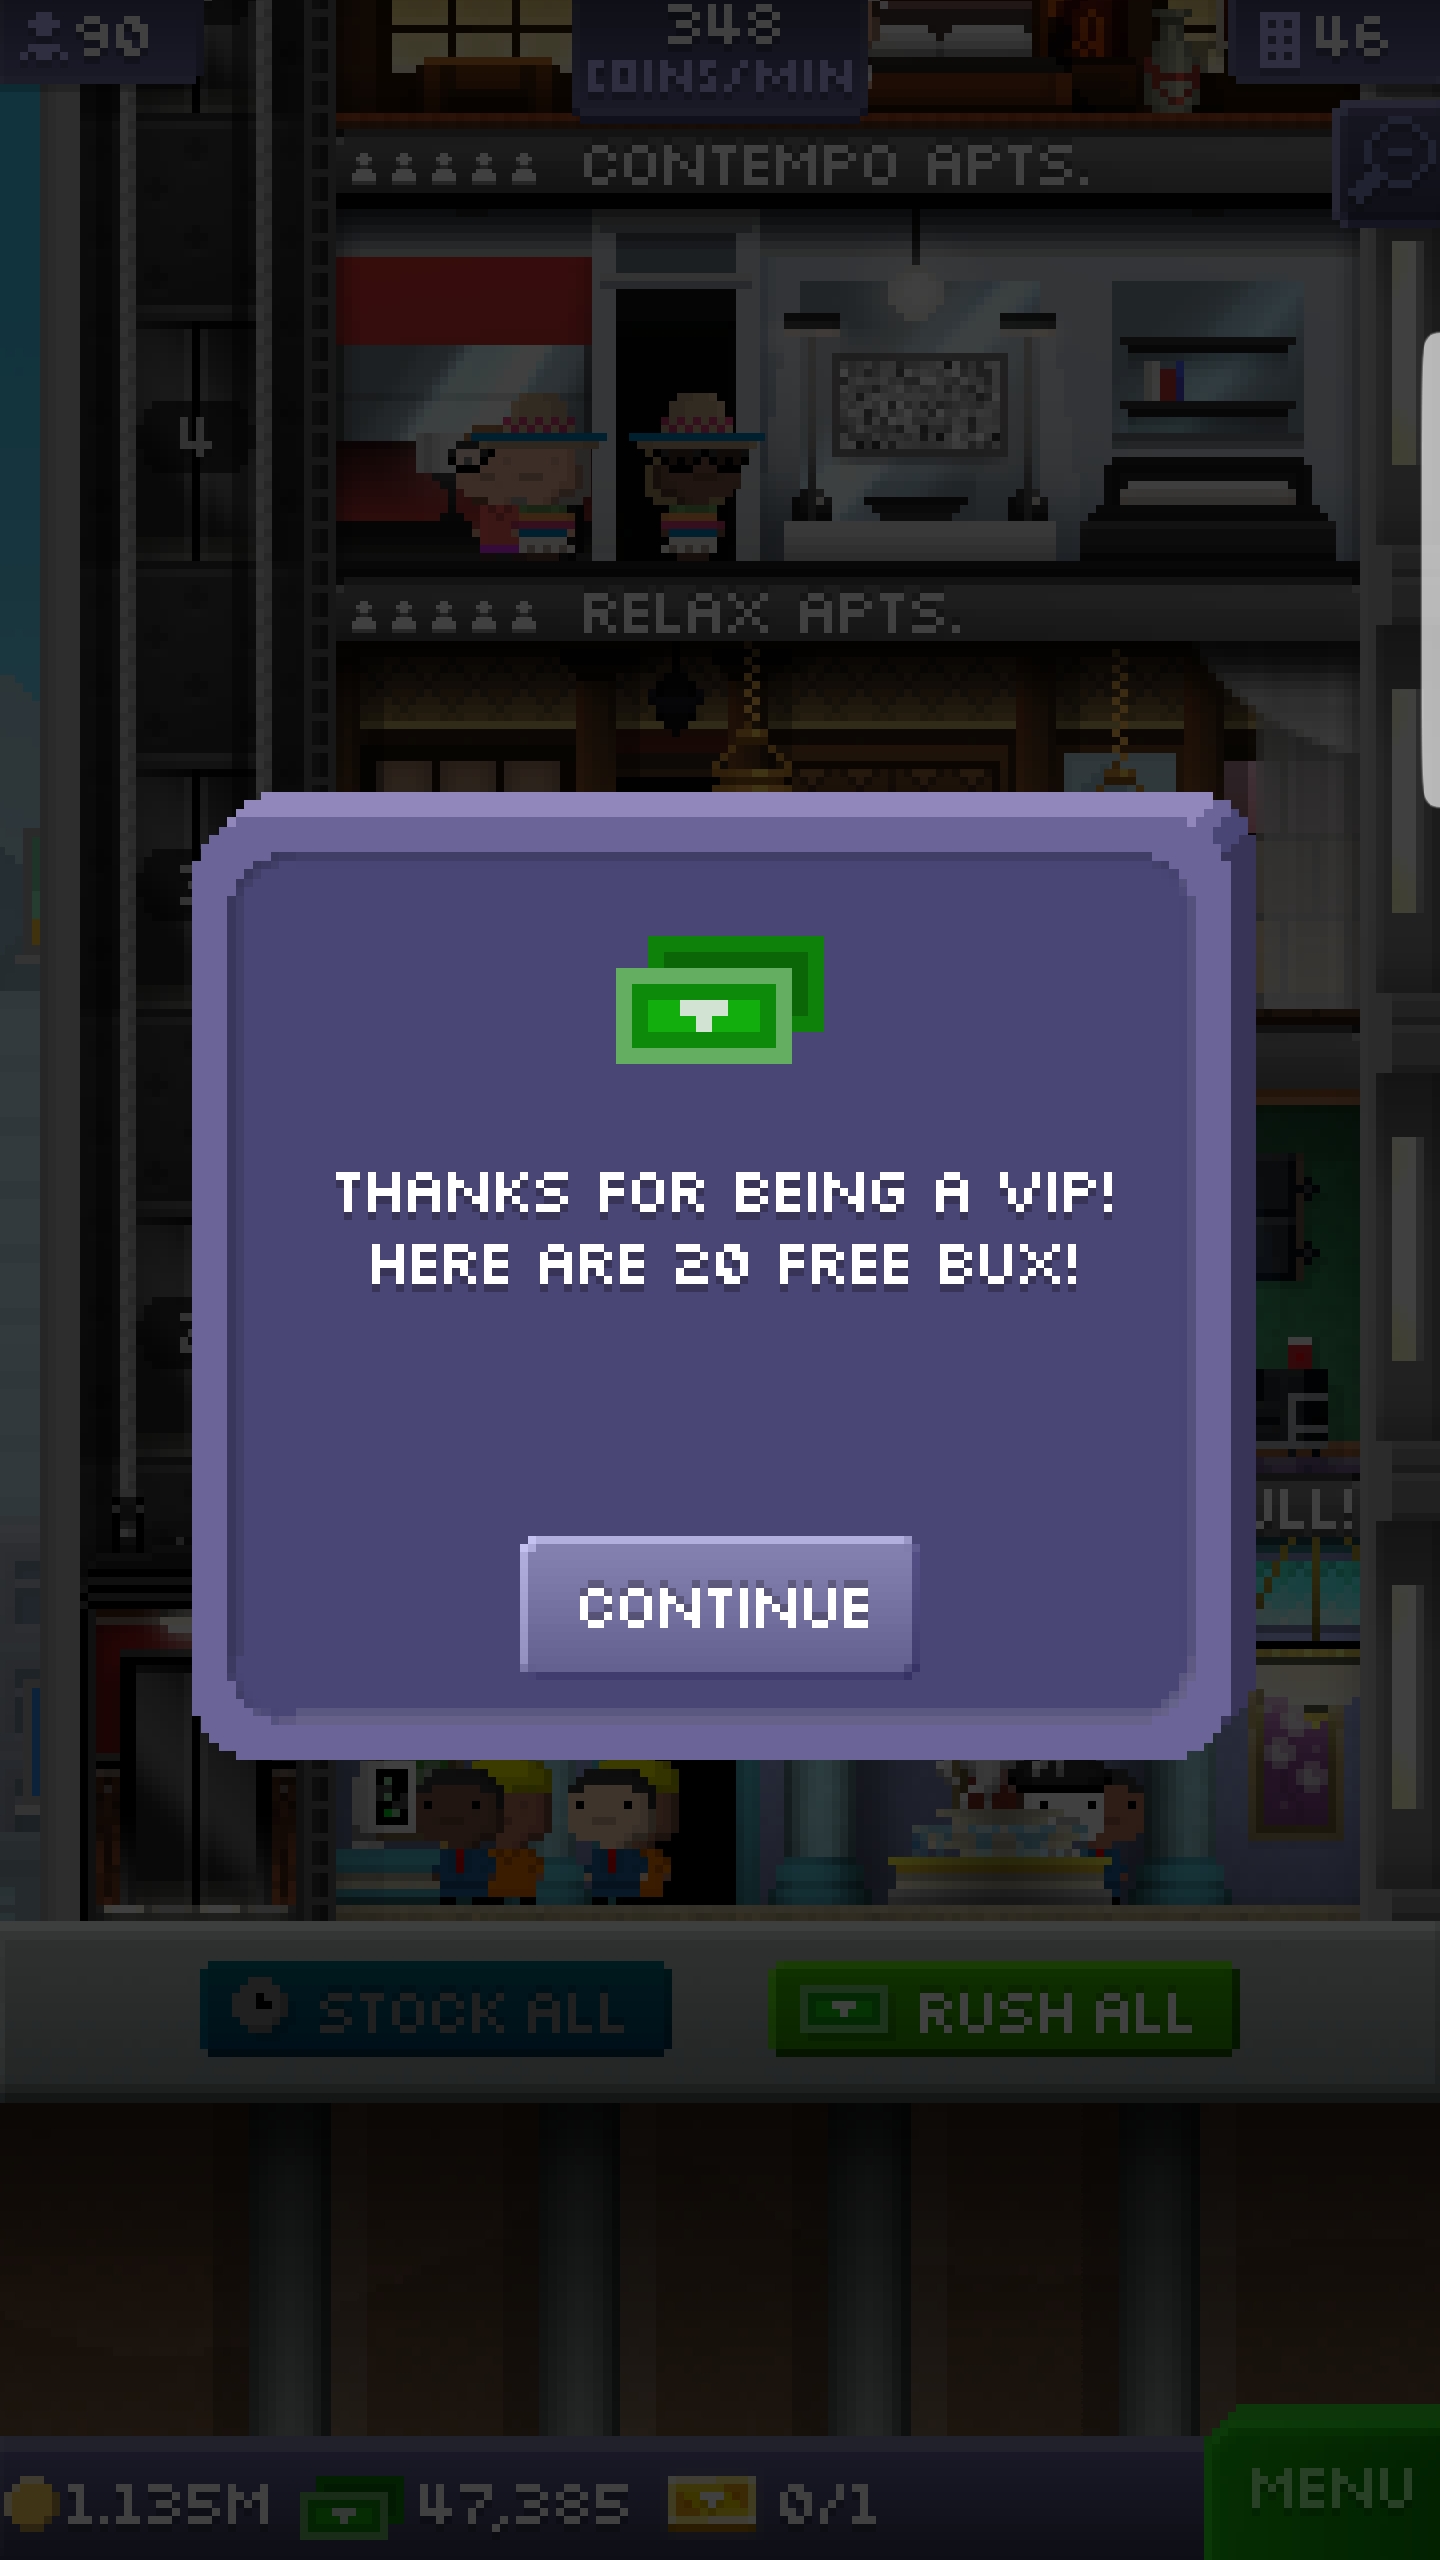 90
348
COINS/MIN
46
CONTEMPO APTS.
4
RELAX APTS.
THANKS FOR BEING A VIP!
HERE ARE 20 FREE BUX!
CONTINUE
STOCK ALL
RUSH ALL
1.135M
47,385
0/1
MENU